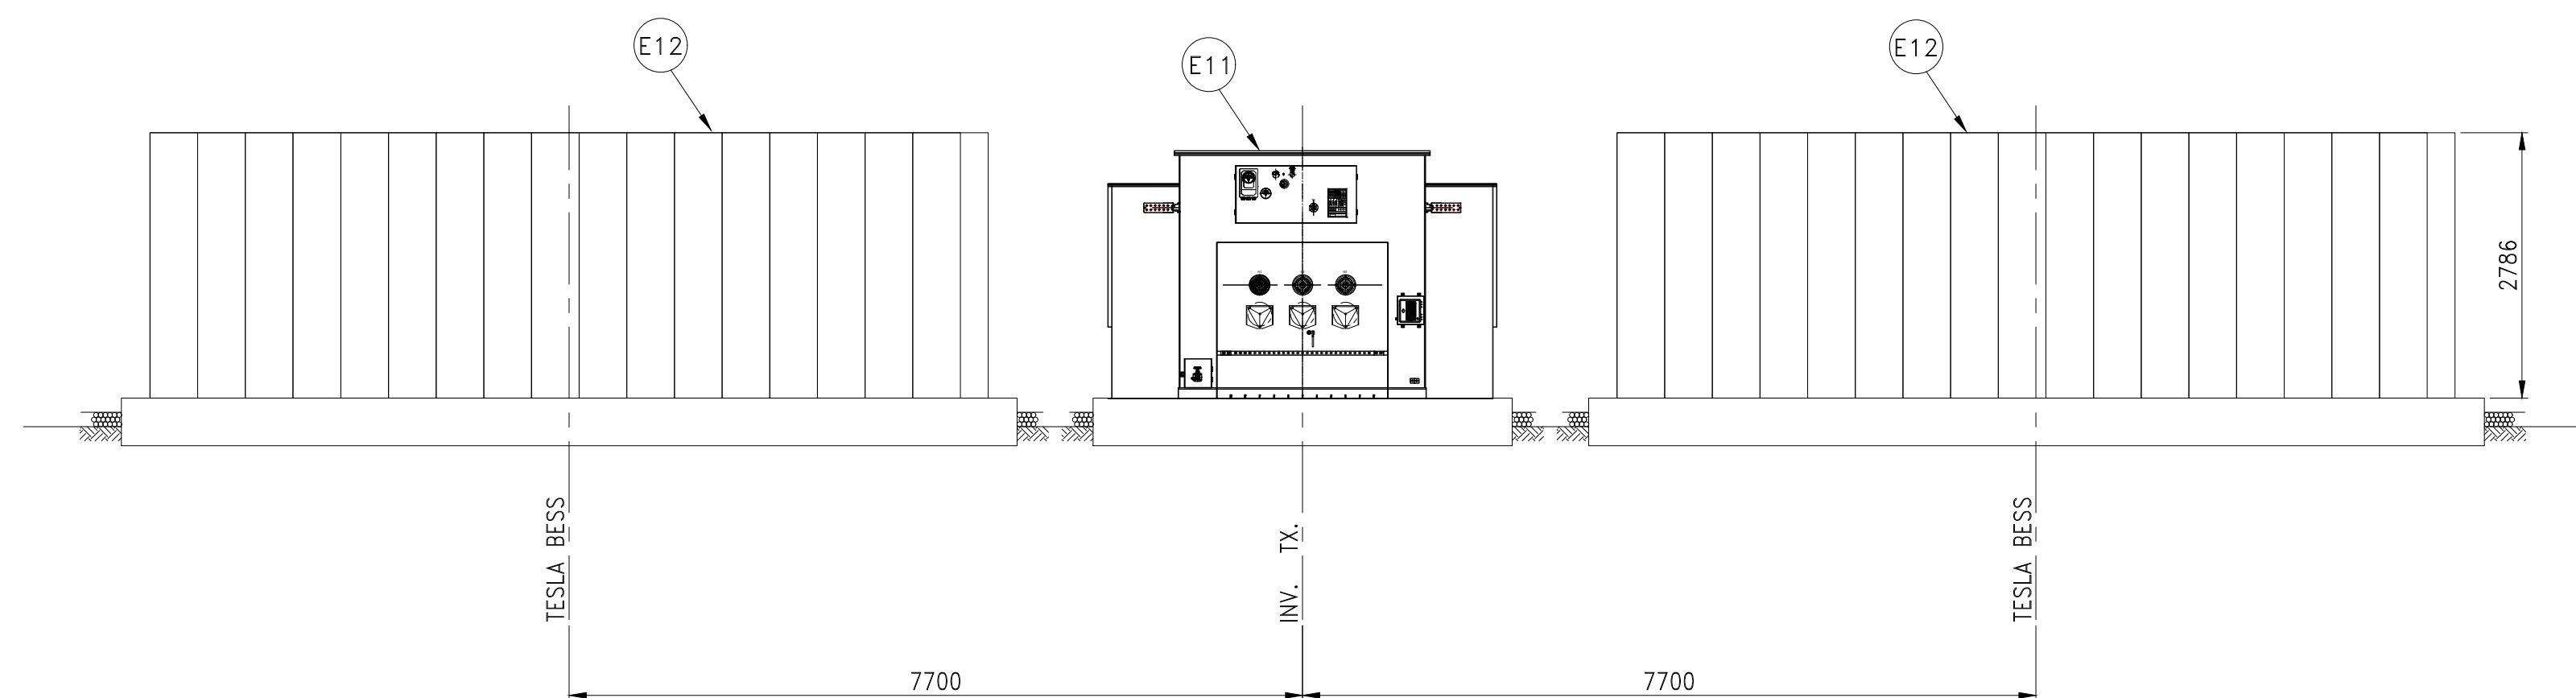 E12
E11
E12
2786
TESLA BESS
INV. TX.
TESLA BESS
7700
7700